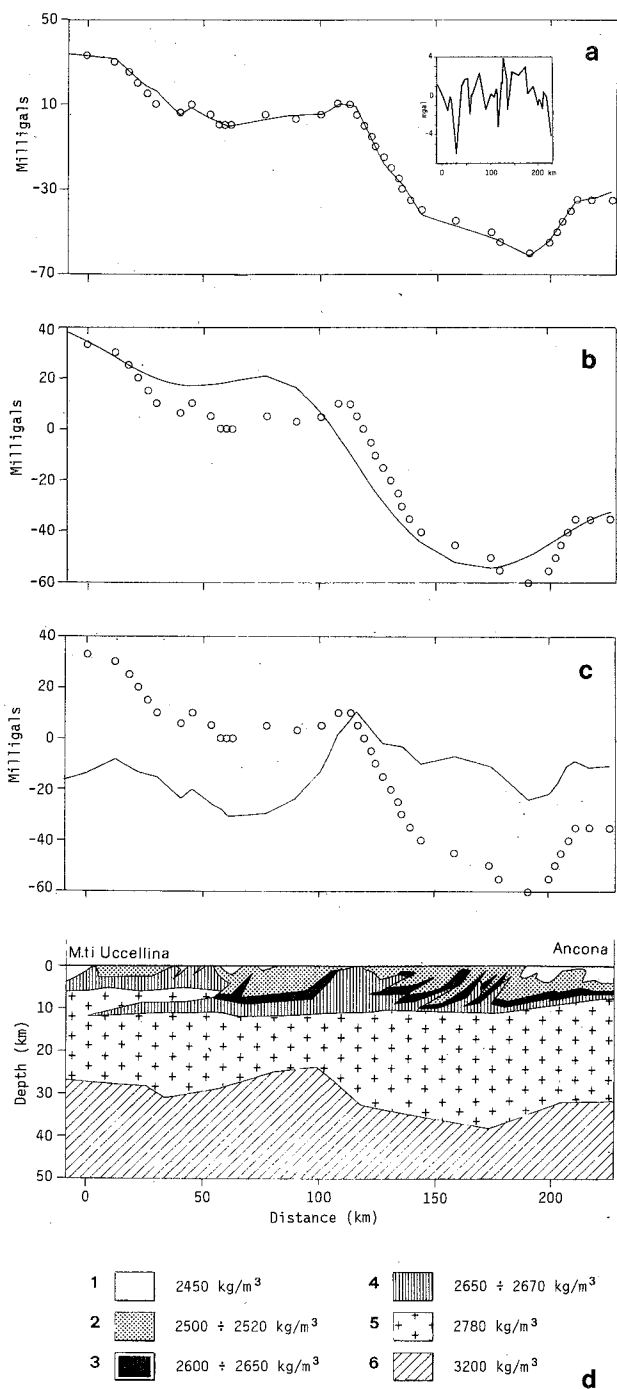 a
50
10
-30
-70
Milligals
4
0
-4
mgal
0 100 200 km
b
40
20
0
-20
-40
-60
Milligals
c
40
20
0
-20
-40
-60
Milligals
M.ti Uccellina Ancona
0
10
20
30
40
50
Depth (km)
0 50 100 150 200
Distance (km)
1 2450 kg/m³
2 2500 ÷ 2520 kg/m³
3 2600 ÷ 2650 kg/m³
4 2650 ÷ 2670 kg/m³
5 2780 kg/m³
6 3200 kg/m³
d